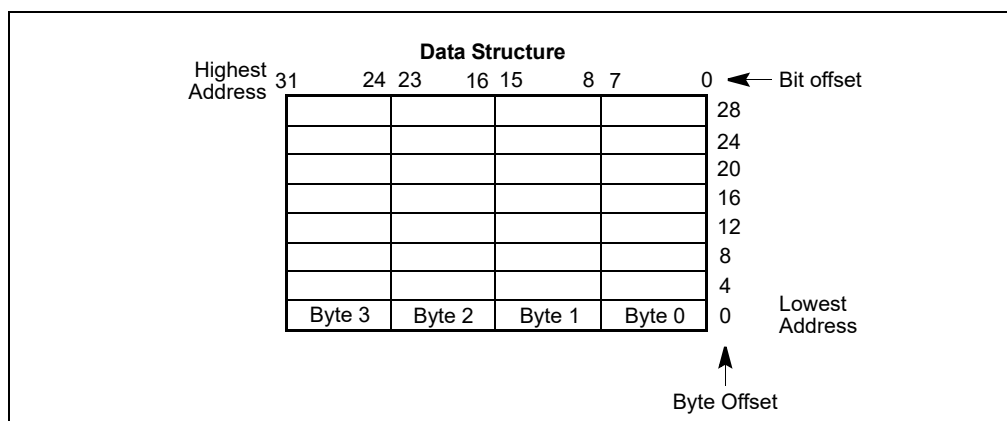 Data Structure
Highest Address
31 24 23 16 15 8 7 0 Bit offset
28
24
20
16
12
8
4
Byte 3 Byte 2 Byte 1 Byte 0 0
Lowest Address
Byte Offset